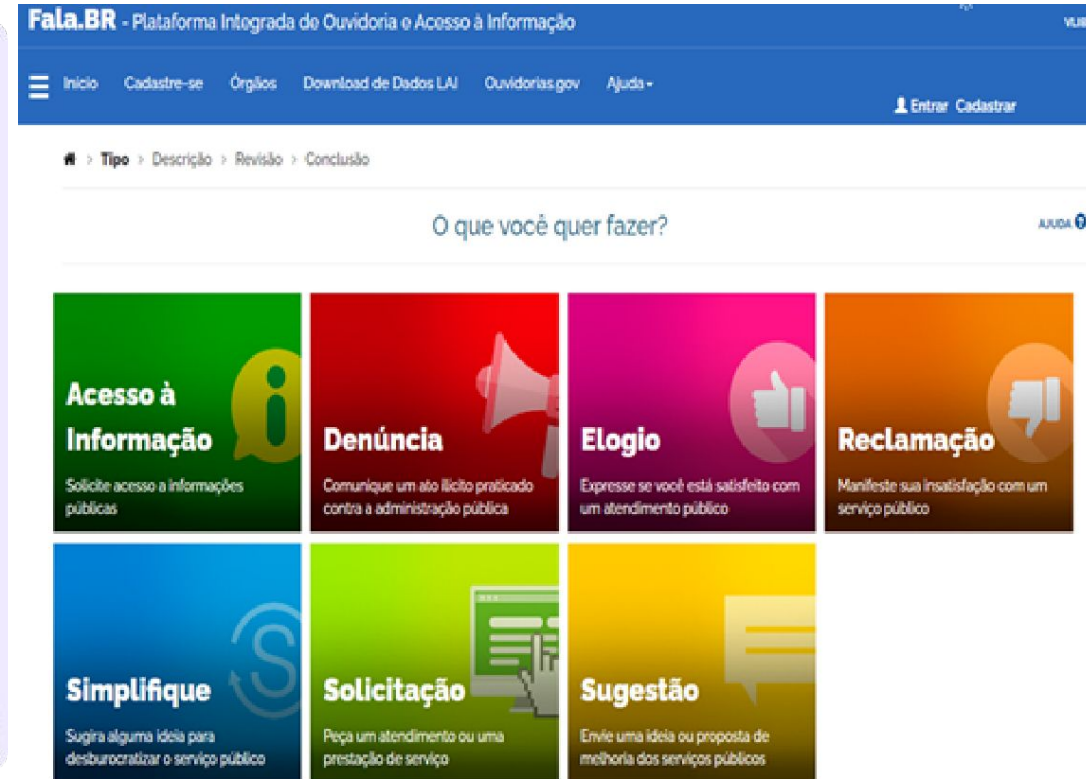 Fala.BR - Plataforma Integrada de Ouvidoria e Acesso à Informação
Início Cadastre-se Órgãos Download de Dados LAI Ouvidorias.gov Ajuda
Entrar Cadastrar
> Tipo > Descrição > Revisão > Conclusão
O que você quer fazer?
AJUDA
Acesso à
Informação
Solicite acesso a informações
públicas
Denúncia
Comunique um ato ilícito praticado
contra a administração pública
Elogio
Expresse se você está satisfeito com
um atendimento público
Reclamação
Manifeste sua insatisfação com um
serviço público
Simplifique
Sugira alguma ideia para
desburocratizar o serviço público
Solicitação
Peça um atendimento ou uma
prestação de serviço
Sugestão
Envie uma ideia ou proposta de
melhoria dos serviços públicos